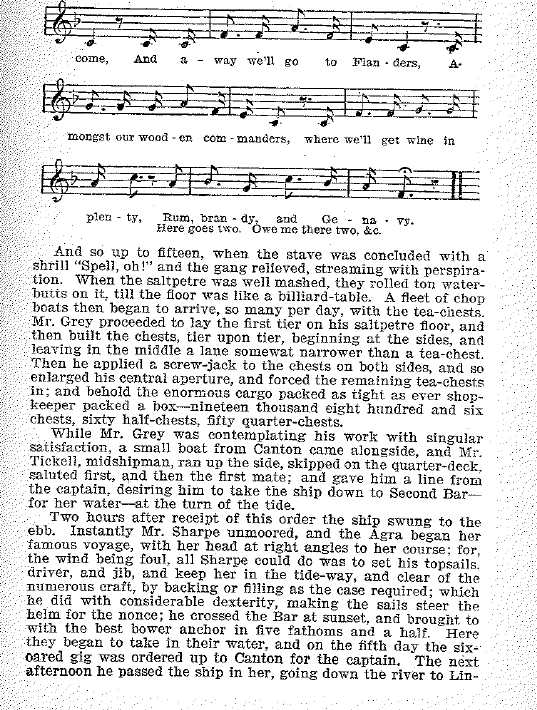 come, And a - way we'll go to Flan - ders, A-
mongst our wood - en com - manders, where we'll get wine in
plen - ty, Rum, bran - dy, and Ge - na - vy.
Here goes two. Owe me there two, &c.
And so up to fifteen, when the stave was concluded with a
shrill "Spell, oh!" and the gang relieved, streaming with perspira-
tion. When the saltpetre was well mashed, they rolled ton water-
butts on it, till the floor was like a billiard-table. A fleet of chop
boats then began to arrive, so many per day, with the tea-chests.
Mr. Grey proceeded to lay the first tier on his saltpetre floor, and
then built the chests, tier upon tier, beginning at the sides, and
leaving in the middle a lane somewat narrower than a tea-chest.
Then he applied a screw-jack to the chests on both sides, and so
enlarged his central aperture, and forced the remaining tea-chests
in; and behold the enormous cargo packed as tight as ever shop-
keeper packed a box—nineteen thousand eight hundred and six
chests, sixty half-chests, fifty quarter-chests.
While Mr. Grey was contemplating his work with singular
satisfaction, a small boat from Canton came alongside, and Mr.
Tickell, midshipman, ran up the side, skipped on the quarter-deck,
saluted first, and then the first mate; and gave him a line from
the captain, desiring him to take the ship down to Second Bar—
for her water—at the turn of the tide.
Two hours after receipt of this order the ship swung to the
ebb. Instantly Mr. Sharpe unmoored, and the Agra began her
famous voyage, with her head at right angles to her course; for,
the wind being foul, all Sharpe could do was to set his topsails,
driver, and jib, and keep her in the tide-way, and clear of the
numerous craft, by backing or filling as the case required; which
he did with considerable dexterity, making the sails steer the
helm for the nonce; he crossed the Bar at sunset, and brought to
with the best bower anchor in five fathoms and a half. Here
they began to take in their water, and on the fifth day the six-
oared gig was ordered up to Canton for the captain. The next
afternoon he passed the ship in her, going down the river to Lin-